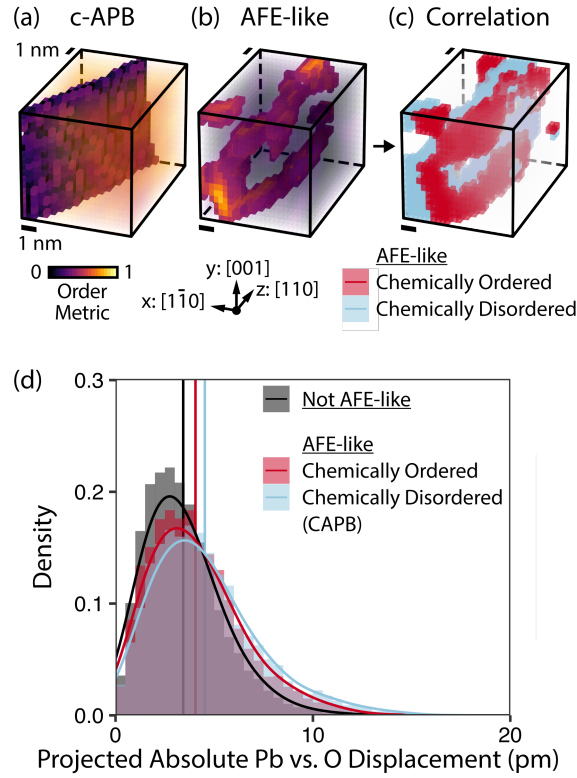 (a) c-APB (b) AFE-like (c) Correlation
1 nm
1 nm
0 1
Order
Metric
y: [001]
x: [1̄10] z: [110]
AFE-like
Chemically Ordered
Chemically Disordered
(d)
0.3
Not AFE-like
AFE-like
Chemically Ordered
Chemically Disordered
(CAPB)
0.2
Density
0.1
0.0
0 10 20
Projected Absolute Pb vs. O Displacement (pm)